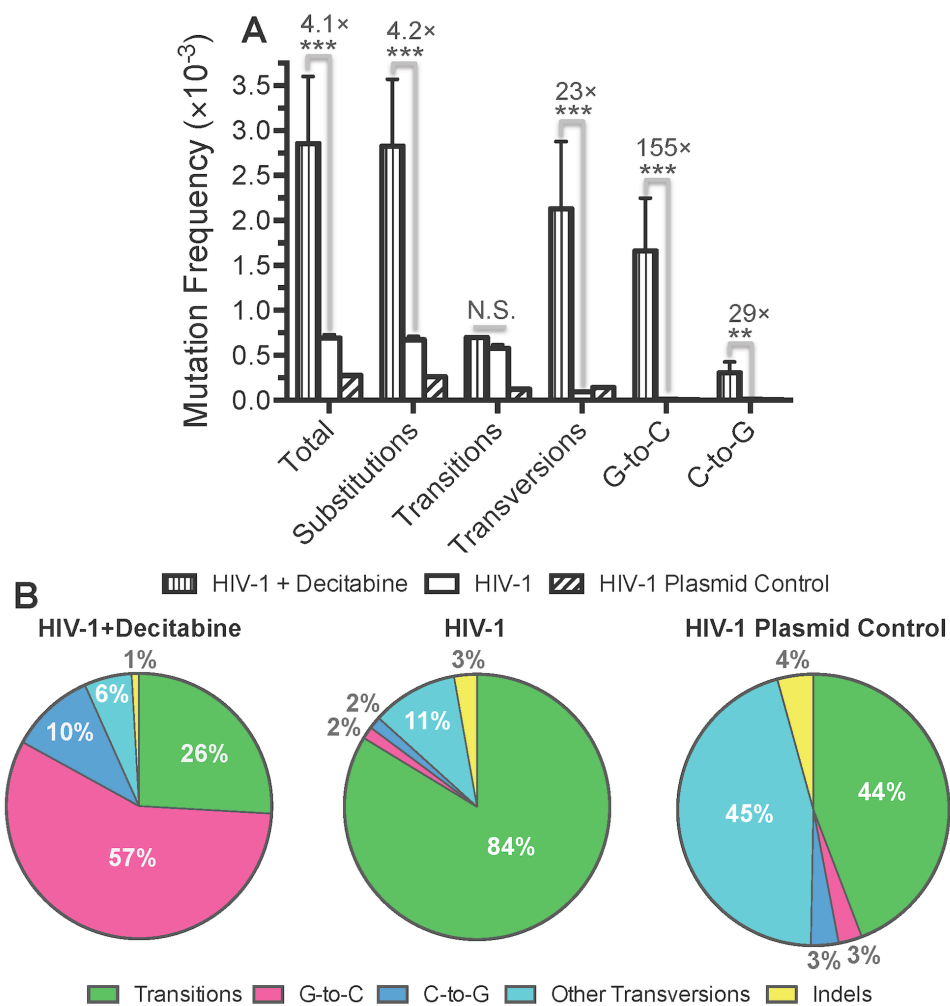 A
4.1× 4.2×
*** ***
23×
***
155×
***
N.S.
29×
**
Mutation Frequency (×10-3)
3.5
3.0
2.5
2.0
1.5
1.0
0.5
0.0
Total Substitutions Transitions Transversions G-to-C C-to-G
HIV-1 + Decitabine HIV-1 HIV-1 Plasmid Control
B
HIV-1+Decitabine HIV-1 HIV-1 Plasmid Control
1% 6% 10% 26% 57%
3% 2% 2% 11% 84%
4% 45% 44% 3% 3%
Transitions G-to-C C-to-G Other Transversions Indels